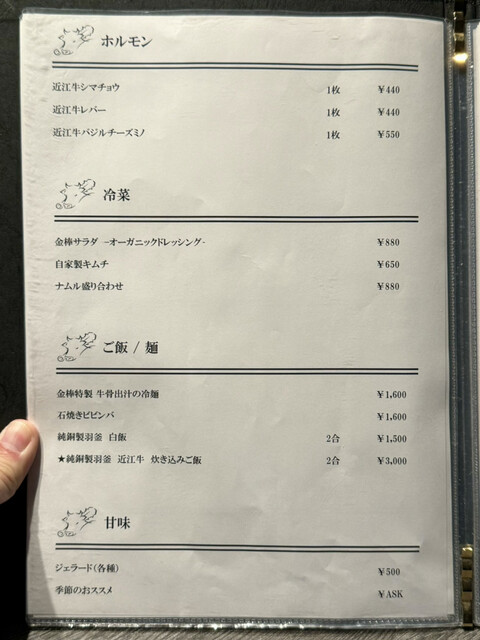 ホルモン
近江牛シマチョウ 1枚 ￥440
近江牛レバー 1枚 ￥440
近江牛バジルチーズミノ 1枚 ￥550
冷菜
金棒サラダ -オーガニックドレッシング- ￥880
自家製キムチ ￥650
ナムル盛り合わせ ￥880
ご飯 / 麺
金棒特製 牛骨出汁の冷麺 ￥1,600
石焼きビビンバ ￥1,600
純銅製羽釜 白飯 2合 ￥1,500
★純銅製羽釜 近江牛 炊き込みご飯 2合 ￥3,000
甘味
ジェラード(各種) ￥500
季節のおススメ ￥ASK